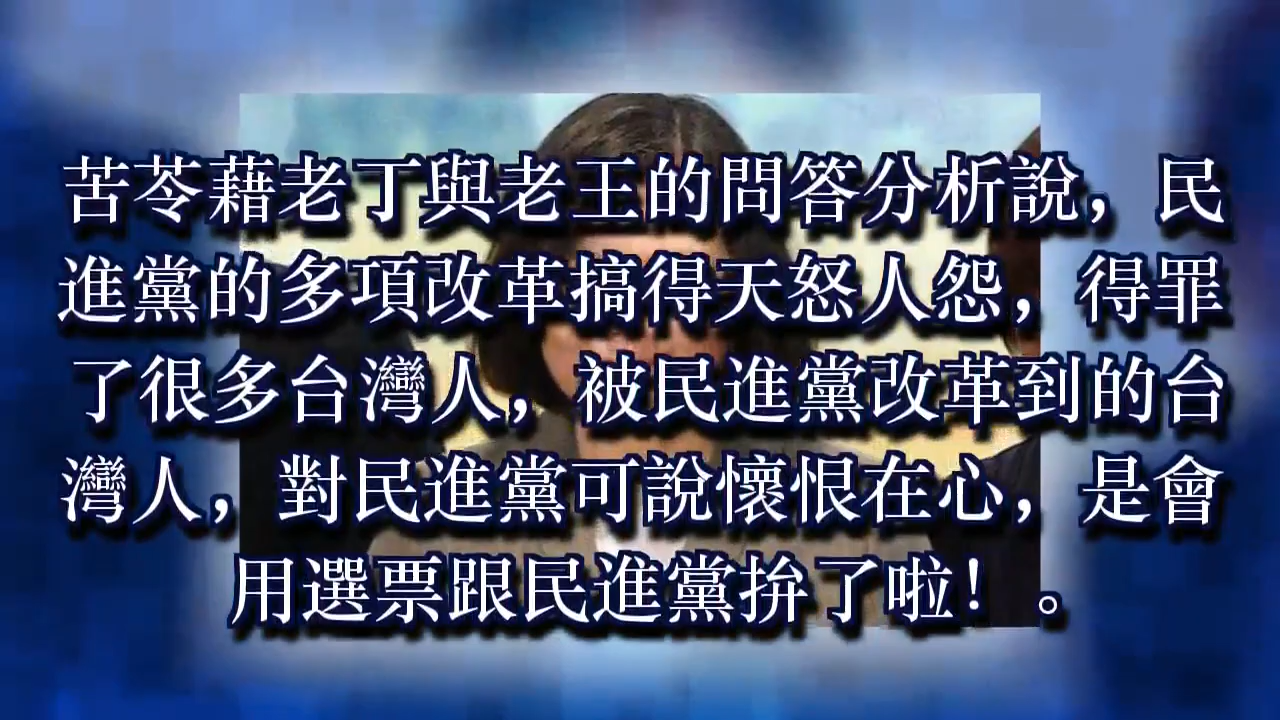 苦苓藉老丁與老王的問答分析說，民
進黨的多項改革搞得天怒人怨，得罪
了很多台灣人，被民進黨改革到的台
灣人，對民進黨可說懷恨在心，是會
用選票跟民進黨拚了啦！。